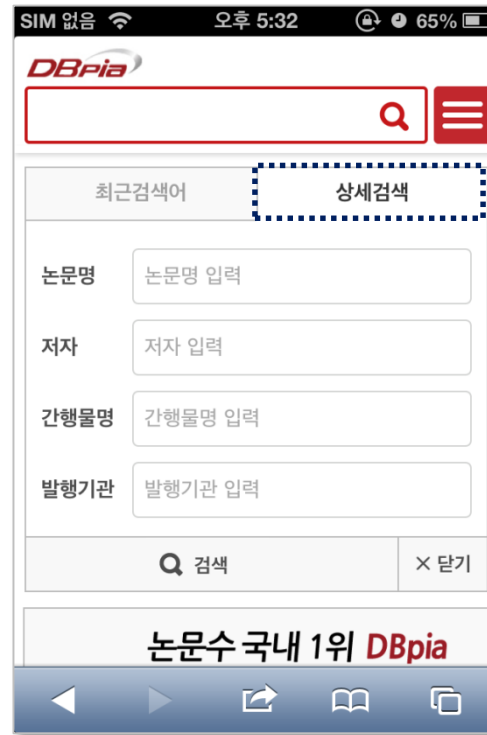 SIM 없음 오후 5:32 65%
DBpia
최근검색어 상세검색
논문명 논문명 입력
저자 저자 입력
간행물명 간행물명 입력
발행기관 발행기관 입력
검색 × 닫기
논문수 국내 1위 DBpia